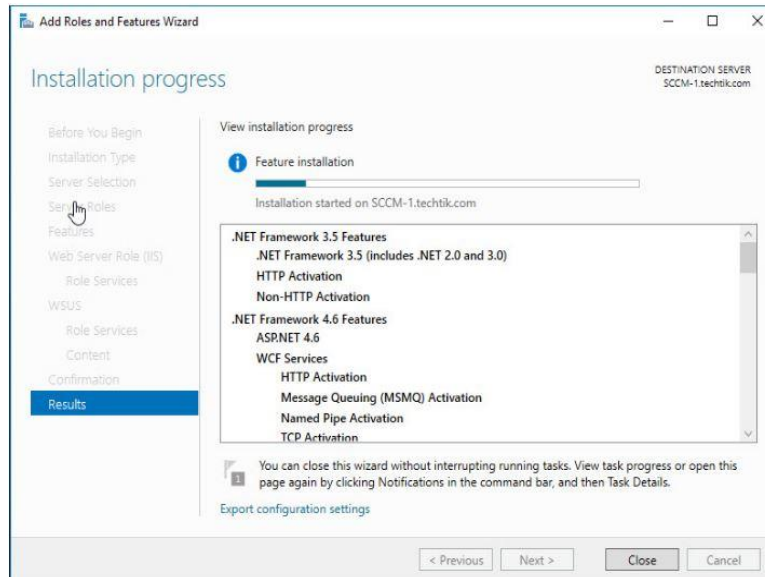 Add Roles and Features Wizard
Installation progress
DESTINATION SERVER
SCCM-1.techtik.com
Before You Begin
Installation Type
Server Selection
Server Roles
Features
Web Server Role (IIS)
Role Services
WSUS
Role Services
Content
Confirmation
Results
View installation progress
Feature installation
Installation started on SCCM-1.techtik.com
.NET Framework 3.5 Features
.NET Framework 3.5 (includes .NET 2.0 and 3.0)
HTTP Activation
Non-HTTP Activation
.NET Framework 4.6 Features
ASP.NET 4.6
WCF Services
HTTP Activation
Message Queuing (MSMQ) Activation
Named Pipe Activation
TCP Activation
1
You can close this wizard without interrupting running tasks. View task progress or open this
page again by clicking Notifications in the command bar, and then Task Details.
Export configuration settings
< Previous
Next >
Close
Cancel